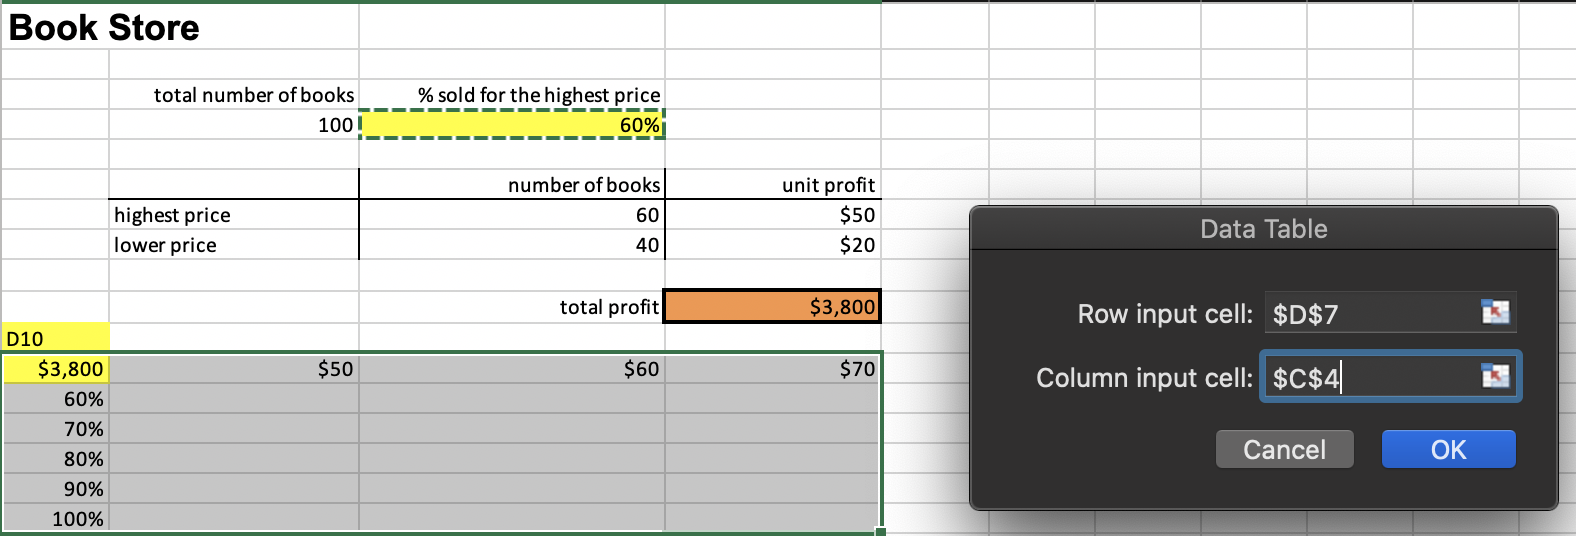 Book Store
total number of books % sold for the highest price
100 60%
number of books unit profit
highest price 60 $50
lower price 40 $20
total profit $3,800
D10
$3,800 $50 $60 $70
60%
70%
80%
90%
100%
Data Table
Row input cell: $D$7
Column input cell: $C$4
Cancel OK